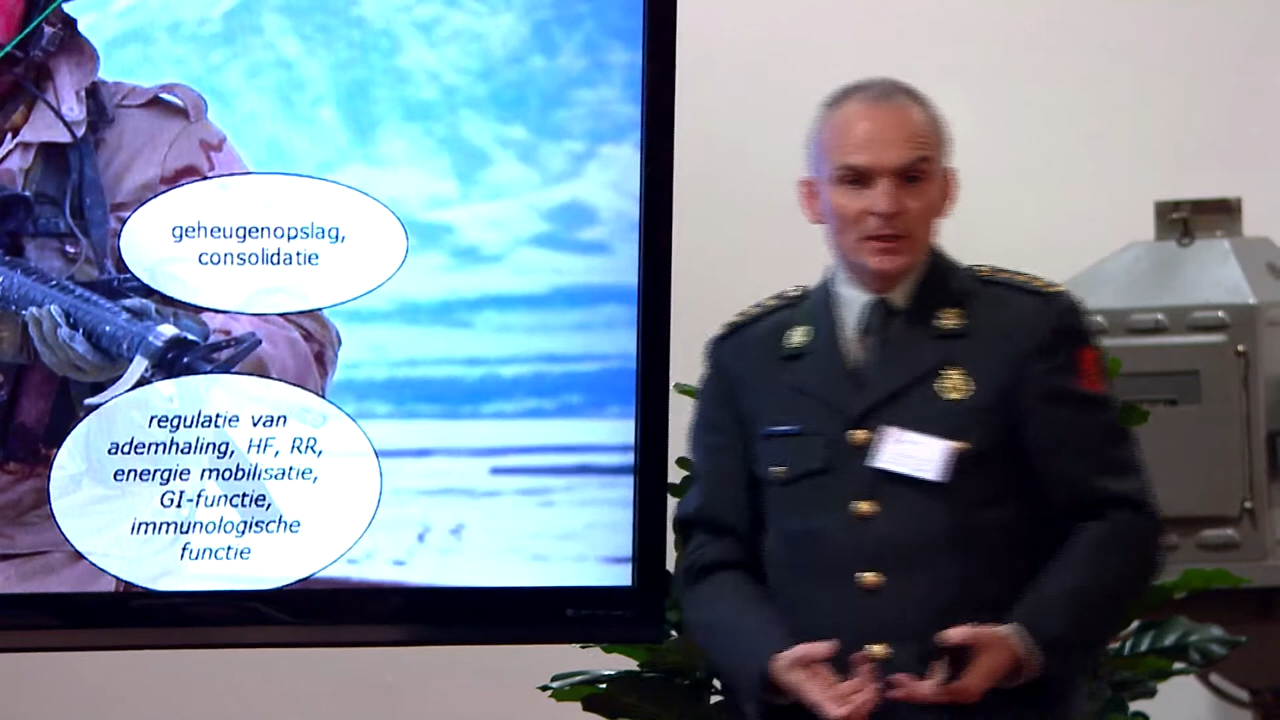 geheugenopslag,
consolidatie
regulatie van
ademhaling, HF, RR,
energie mobilisatie,
GI-functie,
immunologische
functie